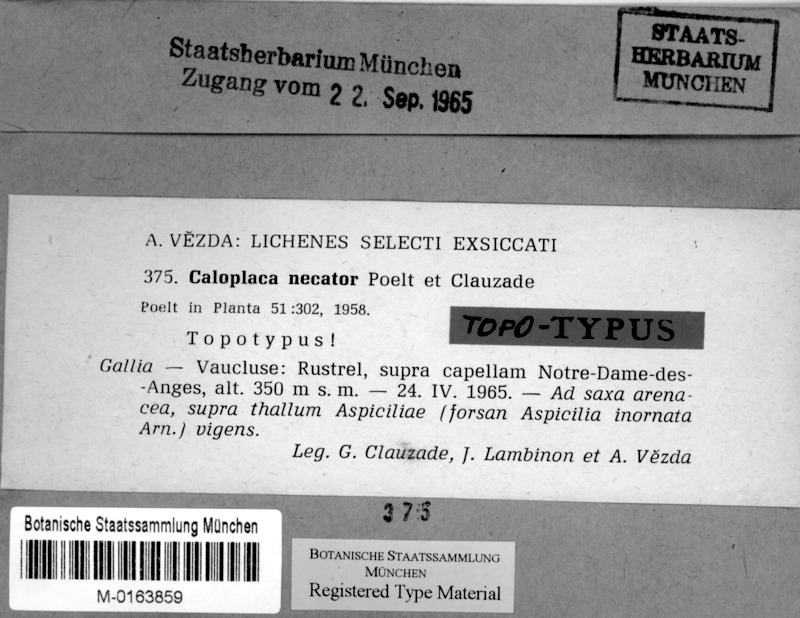 Staatsherbarium München
Zugang vom 22. Sep. 1965
STAATS-
HERBARIUM
MUNCHEN
A. VĚZDA: LICHENES SELECTI EXSICCATI
375. Caloplaca necator Poelt et Clauzade
Poelt in Planta 51:302, 1958.
Topotypus!
TOPO-TYPUS
Gallia — Vaucluse: Rustrel, supra capellam Notre-Dame-des-
-Anges, alt. 350 m s. m. — 24. IV. 1965. — Ad saxa arena-
cea, supra thallum Aspiciliae (forsan Aspicilia inornata
Arn.) vigens.
Leg. G. Clauzade, J. Lambinon et A. Vězda
375
Botanische Staatssammlung München
M-0163859
BOTANISCHE STAATSSAMMLUNG
MÜNCHEN
Registered Type Material